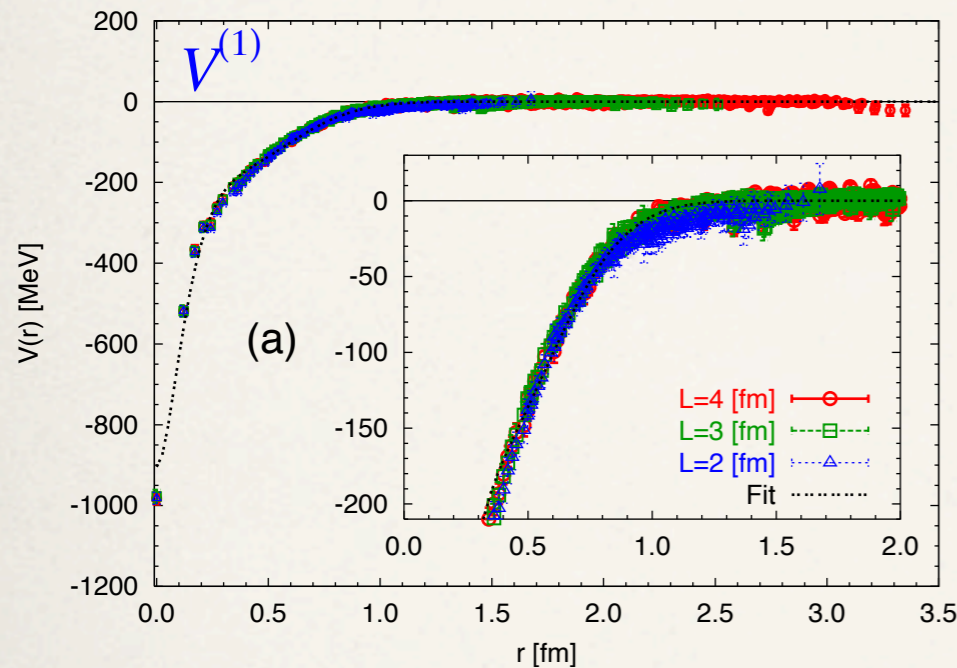 V(1)
V(r) [MeV]
200
0
-200
-400
-600
-800
-1000
-1200
0.0 0.5 1.0 1.5 2.0 2.5 3.0 3.5
r [fm]
(a)
0
-50
-100
-150
-200
0.0 0.5 1.0 1.5 2.0
L=4 [fm]
L=3 [fm]
L=2 [fm]
Fit